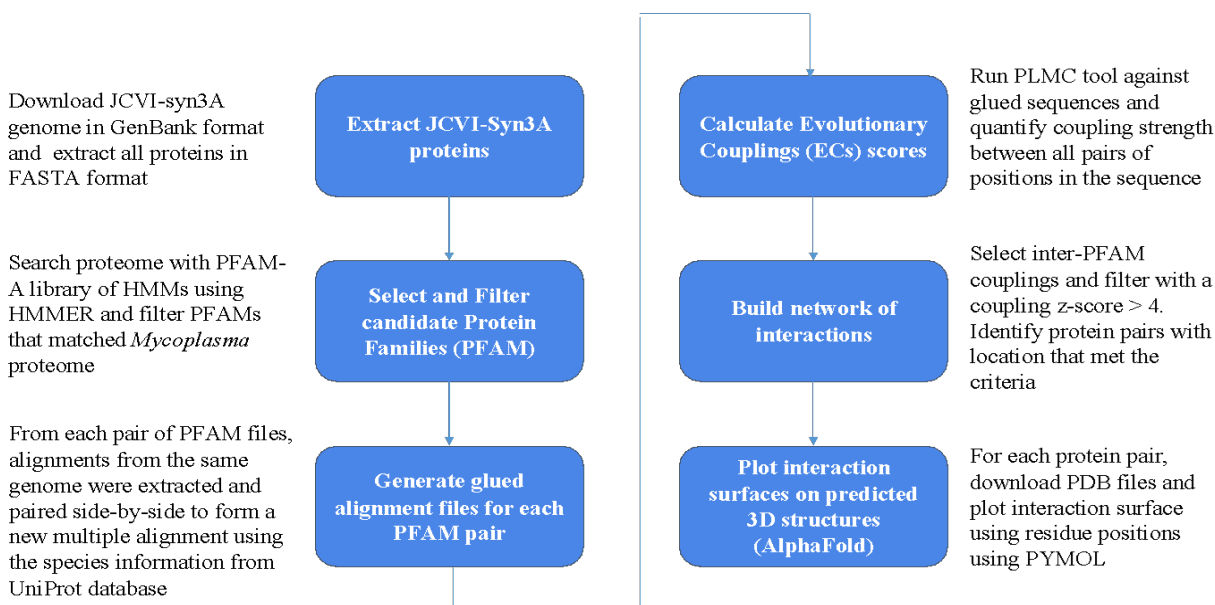 Download JCVI-syn3A
genome in GenBank format
and  extract all proteins in
FASTA format
Extract JCVI-Syn3A
proteins
Search proteome with PFAM-
A library of HMMs using
HMMER and filter PFAMs
that matched Mycoplasma
proteome
Select and Filter
candidate Protein
Families (PFAM)
From each pair of PFAM files,
alignments from the same
genome were extracted and
paired side-by-side to form a
new multiple alignment using
the species information from
UniProt database
Generate glued
alignment files for each
PFAM pair
Calculate Evolutionary
Couplings (ECs) scores
Run PLMC tool against
glued sequences and
quantify coupling strength
between all pairs of
positions in the sequence
Build network of
interactions
Select inter-PFAM
couplings and filter with a
coupling z-score > 4.
Identify protein pairs with
location that met the
criteria
Plot interaction
surfaces on predicted
3D structures
(AlphaFold)
For each protein pair,
download PDB files and
plot interaction surface
using residue positions
using PYMOL